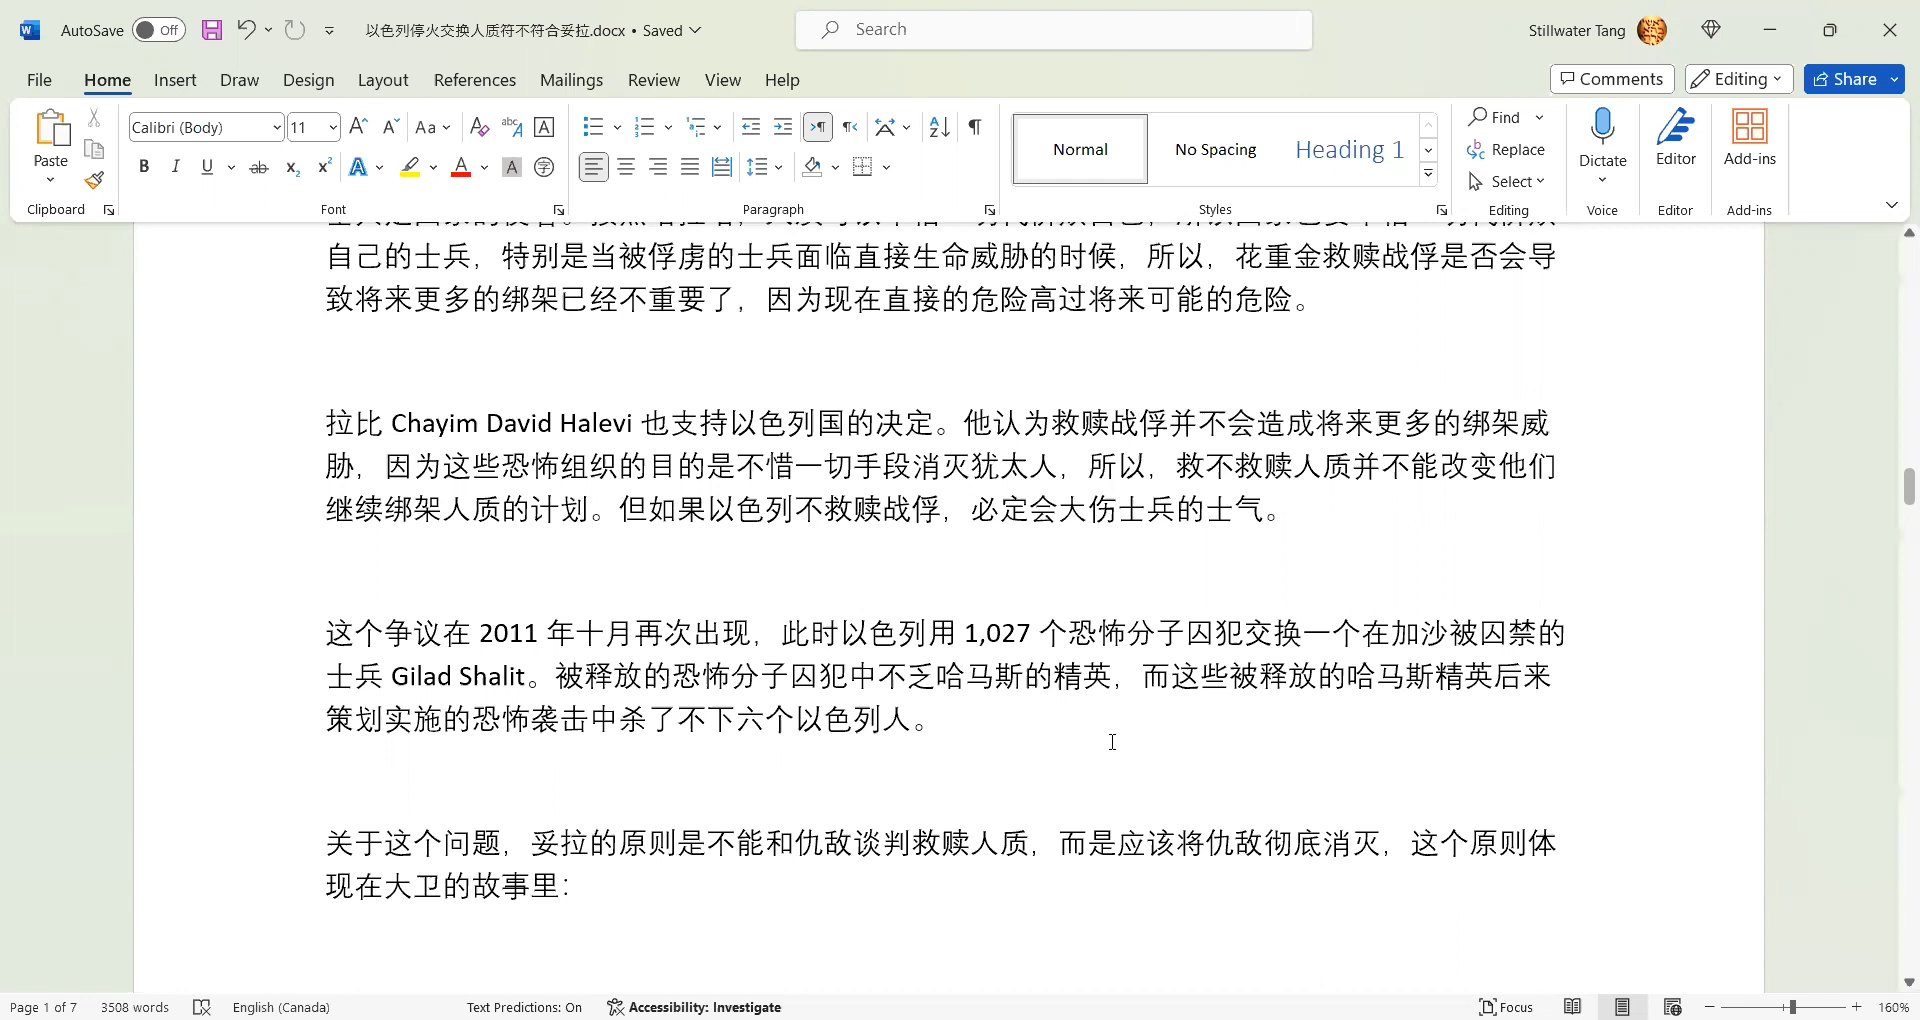 AutoSave Off 以色列停火交换人质符不符合妥拉.docx • Saved Search Stillwater Tang
File Home Insert Draw Design Layout References Mailings Review View Help Comments Editing Share
Paste Calibri (Body) 11 Aa Normal No Spacing Heading 1 Find Replace Select Dictate Editor Add-ins
B I U ab x₂ x² A A A 字
Clipboard Font Paragraph Styles Editing Voice Editor Add-ins
自己的士兵，特别是当被俘虏的士兵面临直接生命威胁的时候，所以，花重金救赎战俘是否会导
致将来更多的绑架已经不重要了，因为现在直接的危险高过将来可能的危险。
拉比 Chayim David Halevi 也支持以色列国的决定。他认为救赎战俘并不会造成将来更多的绑架威
胁，因为这些恐怖组织的目的是不惜一切手段消灭犹太人，所以，救不救赎人质并不能改变他们
继续绑架人质的计划。但如果以色列不救赎战俘，必定会大伤士兵的士气。
这个争议在 2011 年十月再次出现，此时以色列用 1,027 个恐怖分子囚犯交换一个在加沙被囚禁的
士兵 Gilad Shalit。被释放的恐怖分子囚犯中不乏哈马斯的精英，而这些被释放的哈马斯精英后来
策划实施的恐怖袭击中杀了不下六个以色列人。
关于这个问题，妥拉的原则是不能和仇敌谈判救赎人质，而是应该将仇敌彻底消灭，这个原则体
现在大卫的故事里：
Page 1 of 7 3508 words English (Canada) Text Predictions: On Accessibility: Investigate Focus 160%